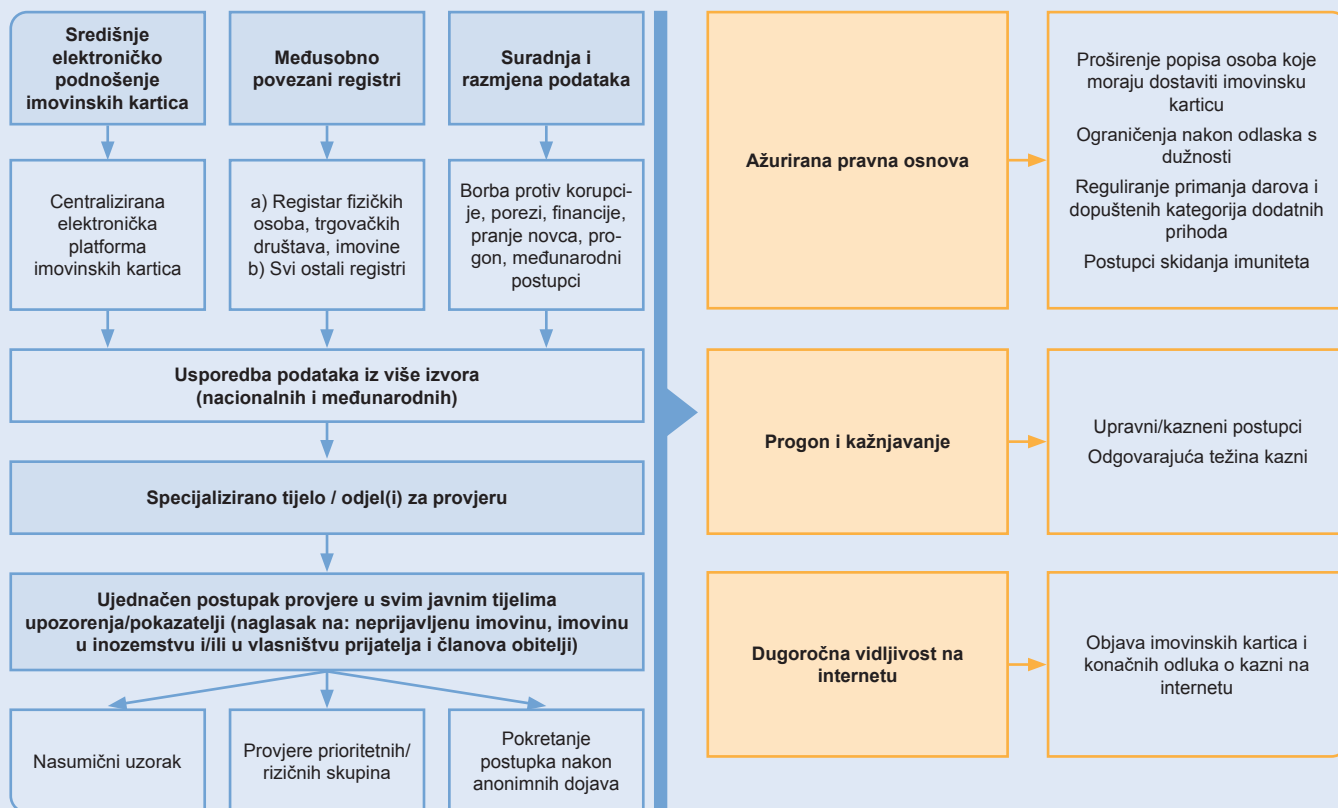 Središnje
elektroničko
podnošenje
imovinskih kartica
Međusobno
povezani registri
Suradnja i
razmjena podataka
Centralizirana
elektronička
platforma
imovinskih kartica
a) Registar fizičkih
osoba, trgovačkih
društava, imovine
b) Svi ostali registri
Borba protiv korupci-
je, porezi, financije,
pranje novca, pro-
gon, međunarodni
postupci
Usporedba podataka iz više izvora
(nacionalnih i međunarodnih)
Specijalizirano tijelo / odjel(i) za provjeru
Ujednačen postupak provjere u svim javnim tijelima
upozorenja/pokazatelji (naglasak na: neprijavljenu imovinu, imovinu
u inozemstvu i/ili u vlasništvu prijatelja i članova obitelji)
Nasumični uzorak
Provjere prioritetnih/
rizičnih skupina
Pokretanje
postupka nakon
anonimnih dojava
Ažurirana pravna osnova
Proširenje popisa osoba koje
moraju dostaviti imovinsku
karticu
Ograničenja nakon odlaska s
dužnosti
Reguliranje primanja darova i
dopuštenih kategorija dodatnih
prihoda
Postupci skidanja imuniteta
Progon i kažnjavanje
Upravni/kazneni postupci
Odgovarajuća težina kazni
Dugoročna vidljivost na
internetu
Objava imovinskih kartica i
konačnih odluka o kazni na
internetu